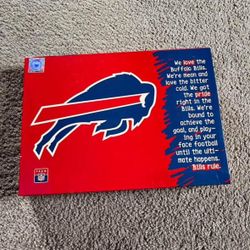 We love the
Buffalo Bills.
We're mean and
love the bitter
cold. We got
the pride
right in the
Bills. We're
bound to
achieve the
goal, and play-
ing in your
face football
until the ulti-
mate happens.
Bills rule.